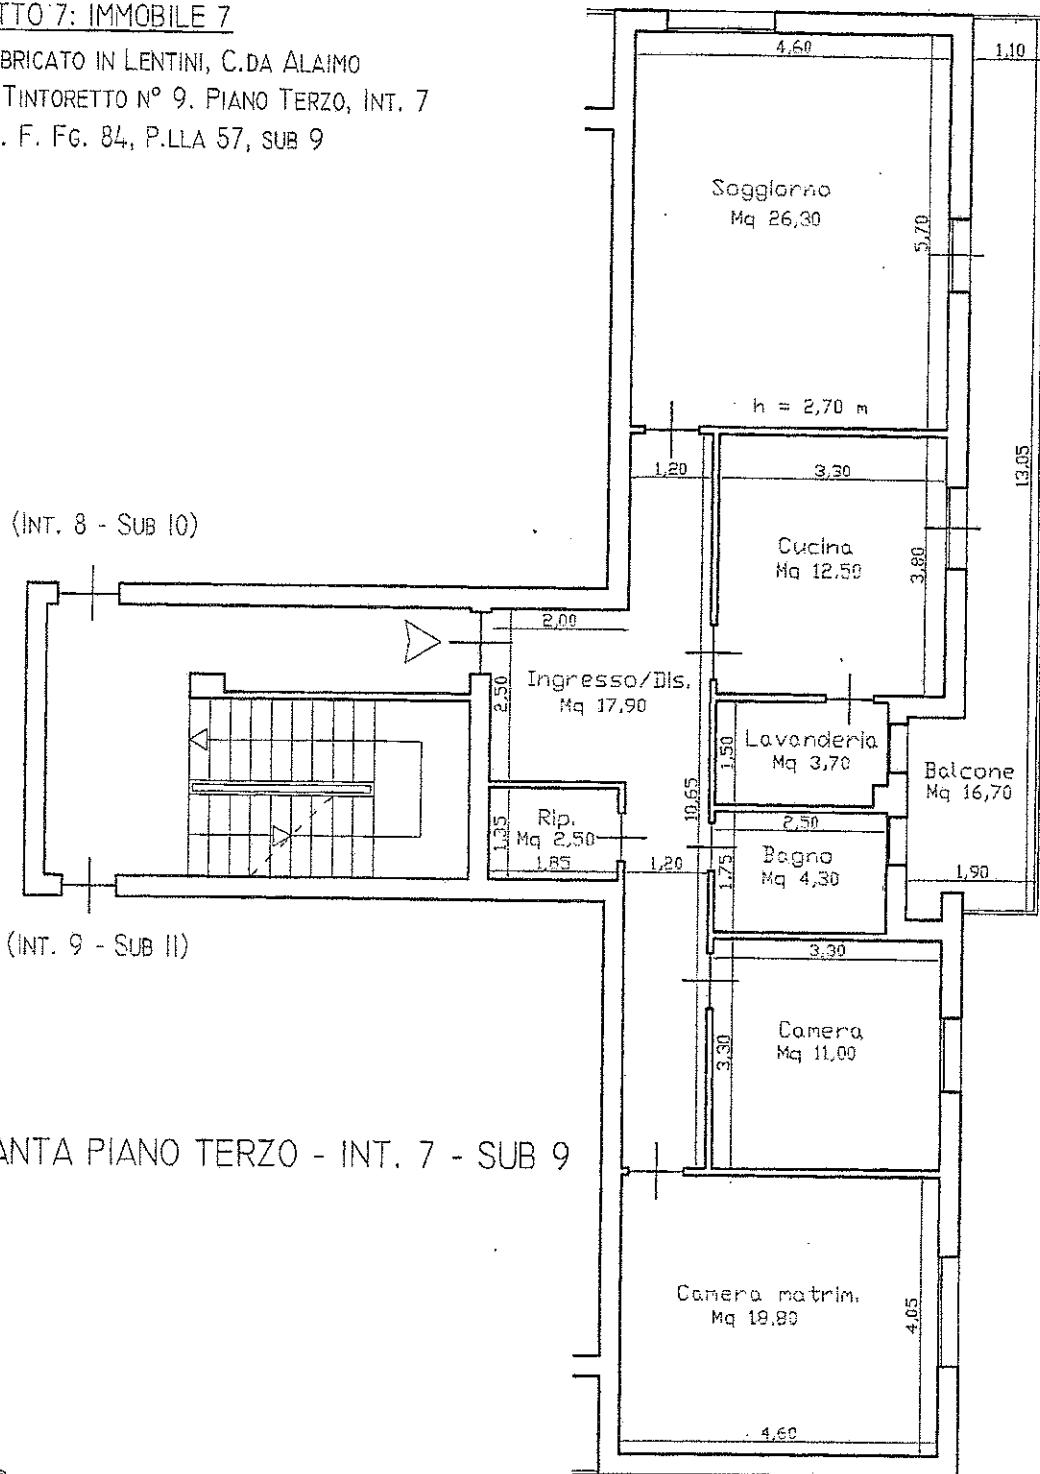 TTO 7: IMMOBILE 7
BRICATO IN LENTINI, C.DA ALAIMO
TINTORETTO N° 9. PIANO TERZO, INT. 7
. F. FG. 84, P.LLA 57, SUB 9
4,60
1,10
Soggiorno
Mq 26,30
5,70
h = 2,70 m
1,20
3,30
13,05
(INT. 8 - SUB 10)
Cucina
Mq 12,50
3,80
2,00
2,50
Ingresso/Dis.
Mq 17,90
Lavanderia
Mq 3,70
1,50
Balcone
Mq 16,70
10,65
Rip.
Mq 2,50
1,35
1,85
1,20
2,50
Bagno
Mq 4,30
1,75
1,90
(INT. 9 - SUB 11)
3,30
Camera
Mq 11,00
3,30
ANTA PIANO TERZO - INT. 7 - SUB 9
Camera matrim.
Mq 18,80
4,05
4,60